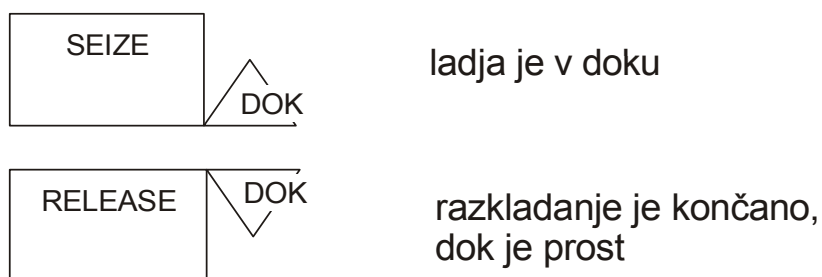 SEIZE
DOK
ladja je v doku
RELEASE
DOK
razkladanje je končano,
dok je prost